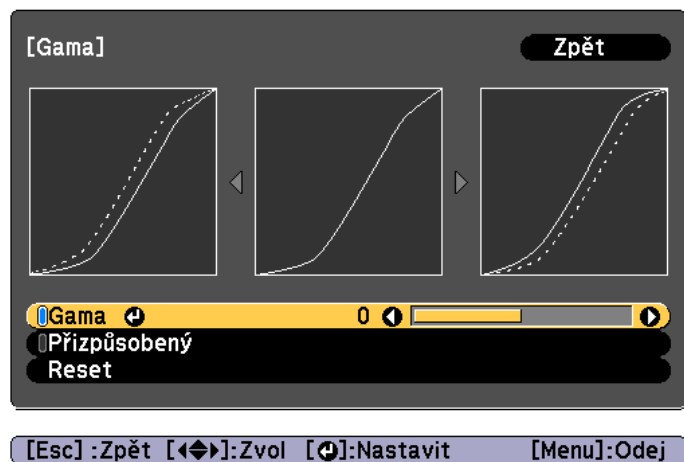 [Gama] Zpět
Gama 0
Přizpůsobený
Reset
[Esc] :Zpět [ ]:Zvol [ ]:Nastavit [Menu]:Odej